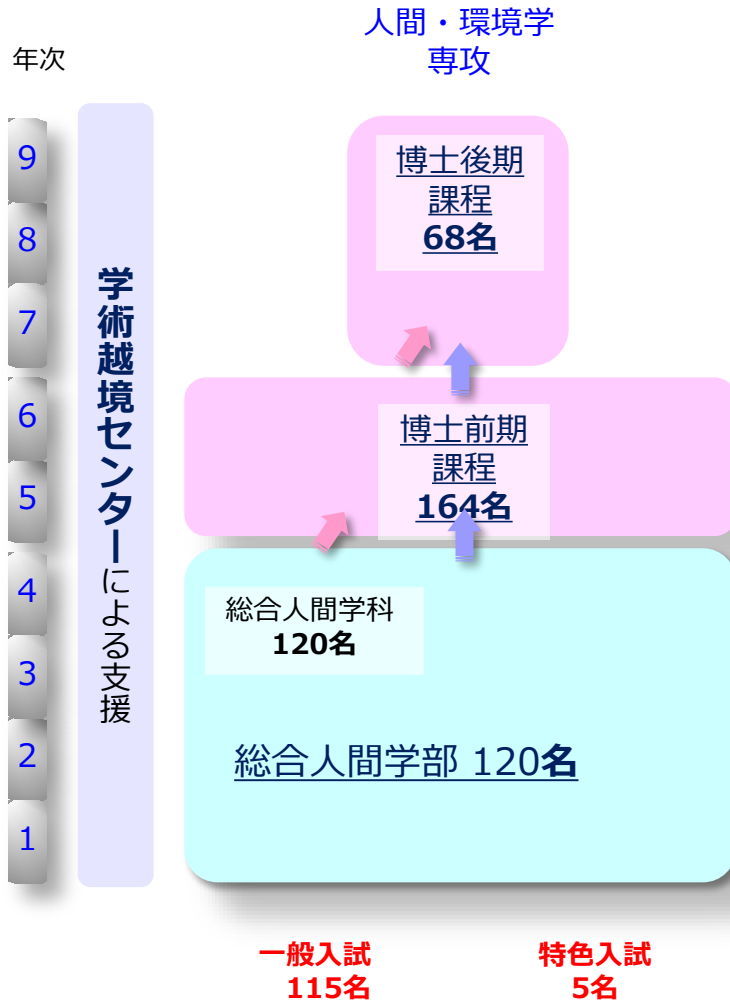 人間・環境学
専攻
年次
9
8
7
6
5
4
3
2
1
学術越境センターによる支援
博士後期
課程
68名
博士前期
課程
164名
総合人間学科
120名
総合人間学部 120名
一般入試
115名
特色入試
5名